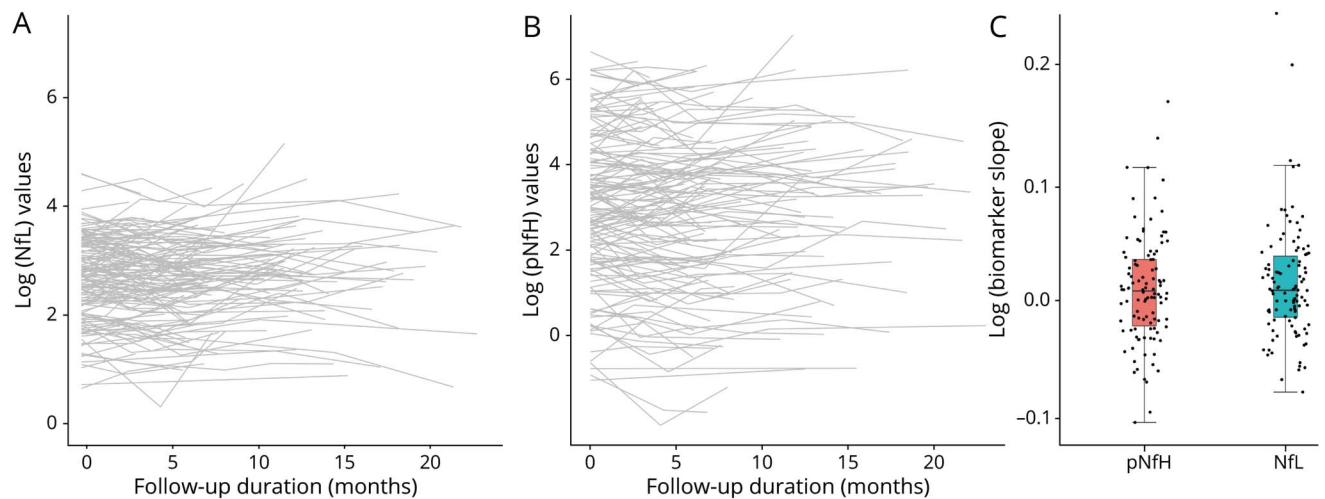 A
Log (NfL) values
6
4
2
0
0 5 10 15 20
Follow-up duration (months)
B
Log (pNfH) values
6
4
2
0
0 5 10 15 20
Follow-up duration (months)
C
Log (biomarker slope)
0.2
0.1
0.0
–0.1
pNfH NfL